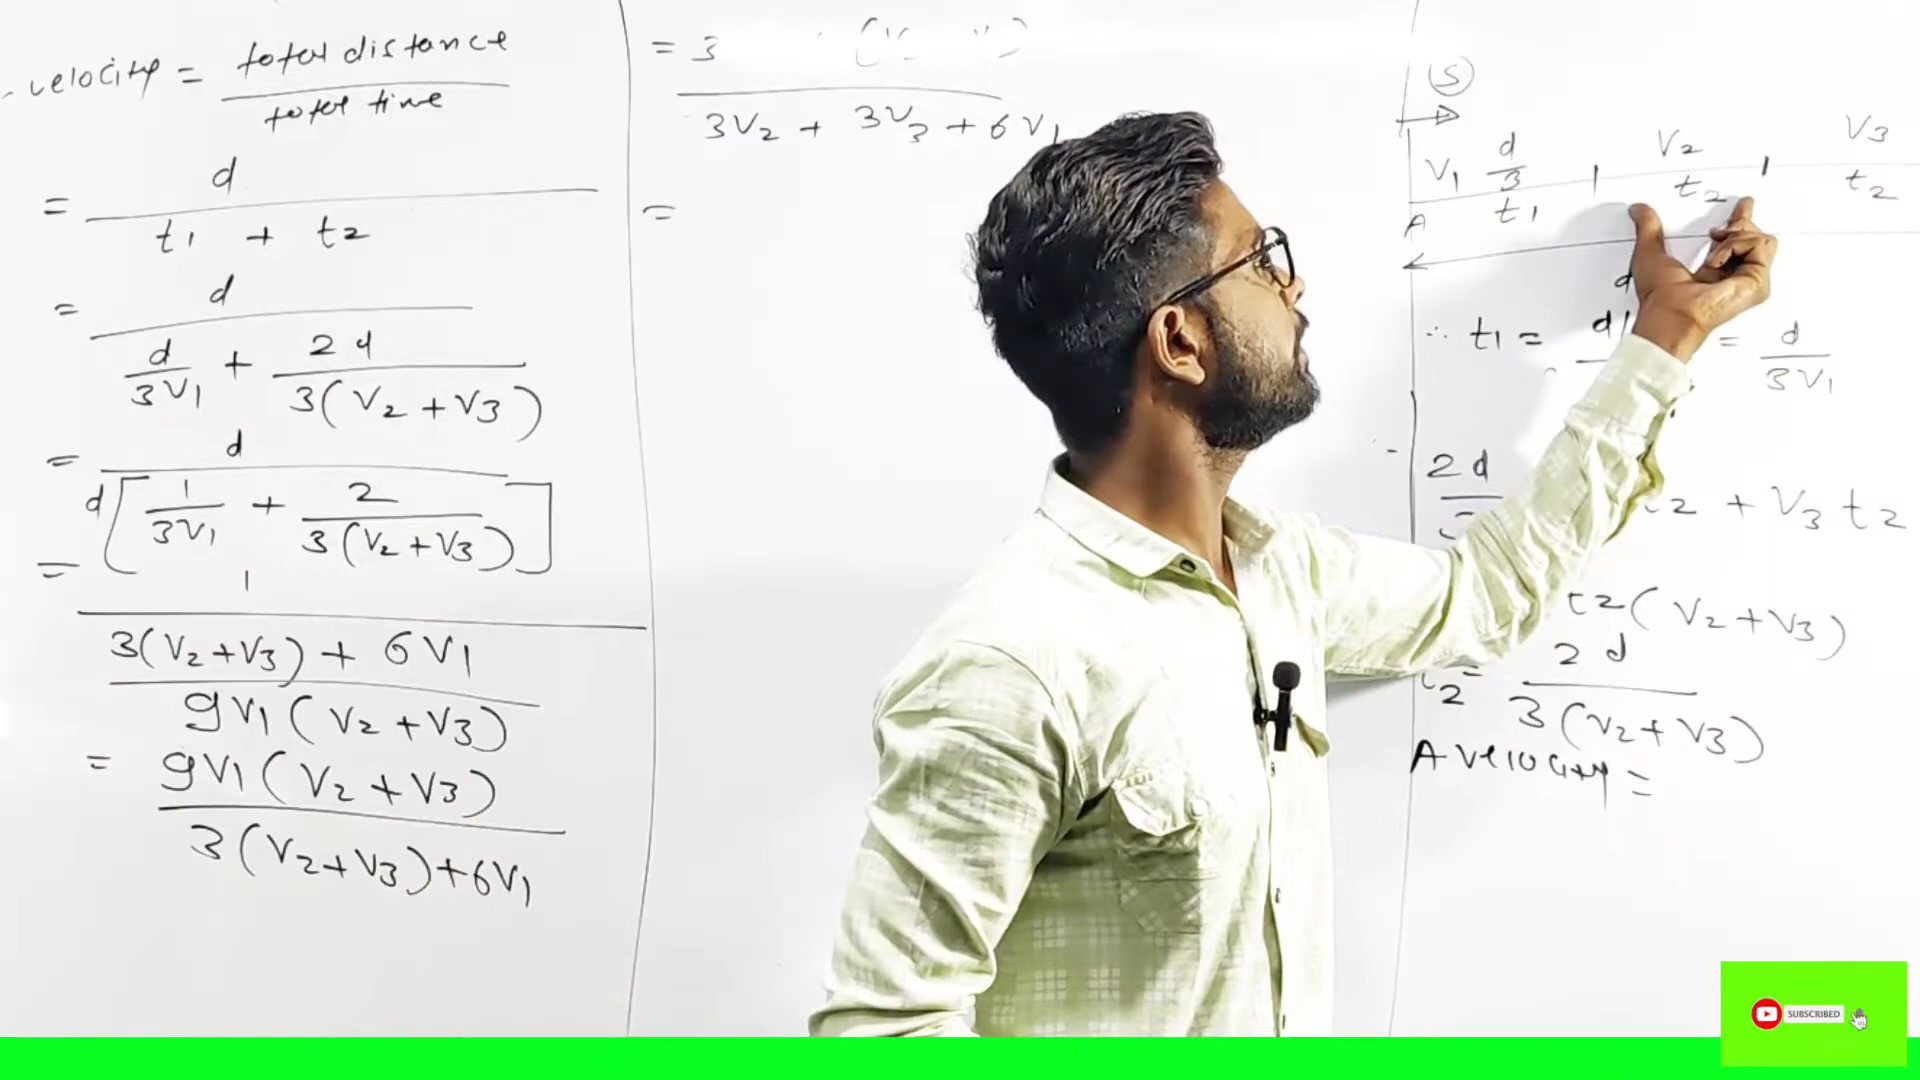 velocity = total distance
total time
= d
t1 + t2
= d
d/3V1 + 2d/3(V2+V3)
= d
d[1/3V1 + 2/3(V2+V3)]
= 1
3(V2+V3) + 6V1
9V1(V2+V3)
= 9V1(V2+V3)
3(V2+V3)+6V1
= 3
3V2 + 3V3 + 6V1
=
S
V1 d/3 V2 V3
t1 t2 t2
A
d
∴ t1 = = d/3V1
2d
t2 + V3 t2
t2(V2+V3)
t2 = 2d
3(V2+V3)
A velocity =
SUBSCRIBED